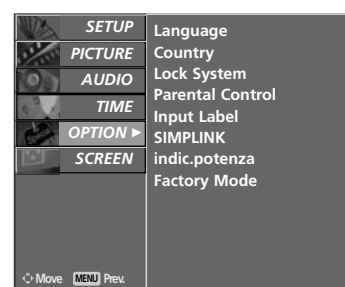 SETUP
PICTURE
AUDIO
TIME
OPTION ►
SCREEN
Language
Country
Lock System
Parental Control
Input Label
SIMPLINK
indic.potenza
Factory Mode
Move MENU Prev.